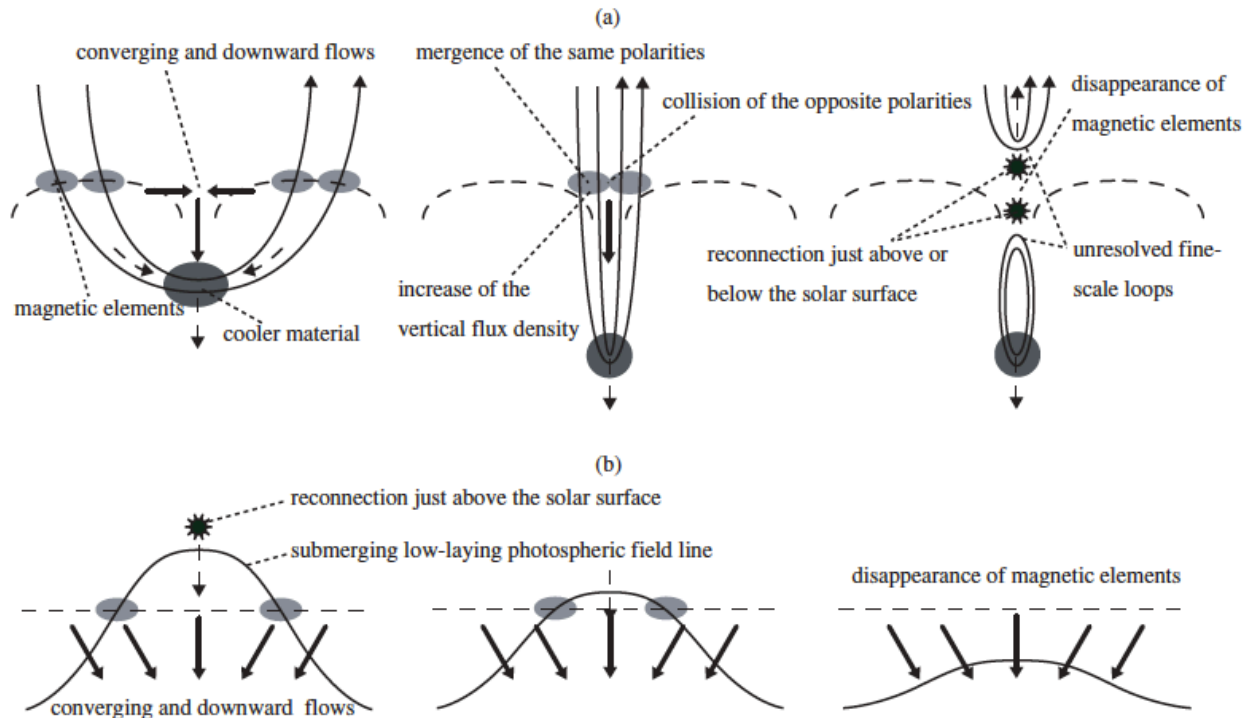 (a)
converging and downward flows
magnetic elements
cooler material
mergence of the same polarities
collision of the opposite polarities
increase of the
vertical flux density
disappearance of
magnetic elements
reconnection just above or
below the solar surface
unresolved fine-
scale loops
(b)
reconnection just above the solar surface
submerging low-laying photospheric field line
converging and downward flows
disappearance of magnetic elements